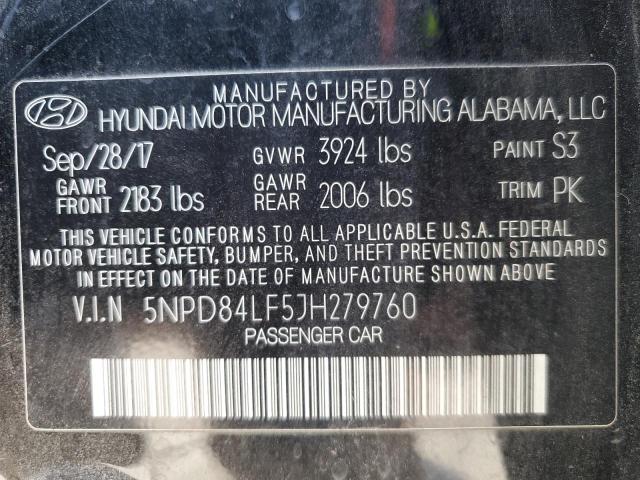 MANUFACTURED BY
HYUNDAI MOTOR MANUFACTURING ALABAMA, LLC
Sep/28/17 GVWR 3924 lbs PAINT S3
GAWR FRONT 2183 lbs GAWR REAR 2006 lbs TRIM PK
THIS VEHICLE CONFORMS TO ALL APPLICABLE U.S.A. FEDERAL
MOTOR VEHICLE SAFETY, BUMPER, AND THEFT PREVENTION STANDARDS
IN EFFECT ON THE DATE OF MANUFACTURE SHOWN ABOVE
V.I.N 5NPD84LF5JH279760
PASSENGER CAR